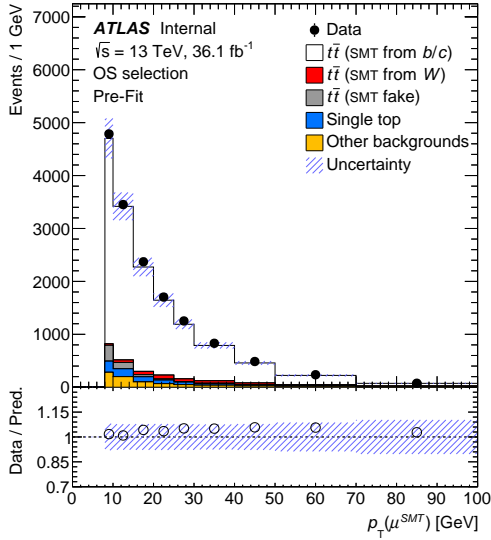 ATLAS Internal
√s = 13 TeV, 36.1 fb⁻¹
OS selection
Pre-Fit
Data
tt̄ (SMT from b/c)
tt̄ (SMT from W)
tt̄ (SMT fake)
Single top
Other backgrounds
Uncertainty
Events / 1 GeV
7000
6000
5000
4000
3000
2000
1000
0
Data / Pred.
1.15
1
0.85
0.7
0 10 20 30 40 50 60 70 80 90 100
p_T(μ^SMT) [GeV]